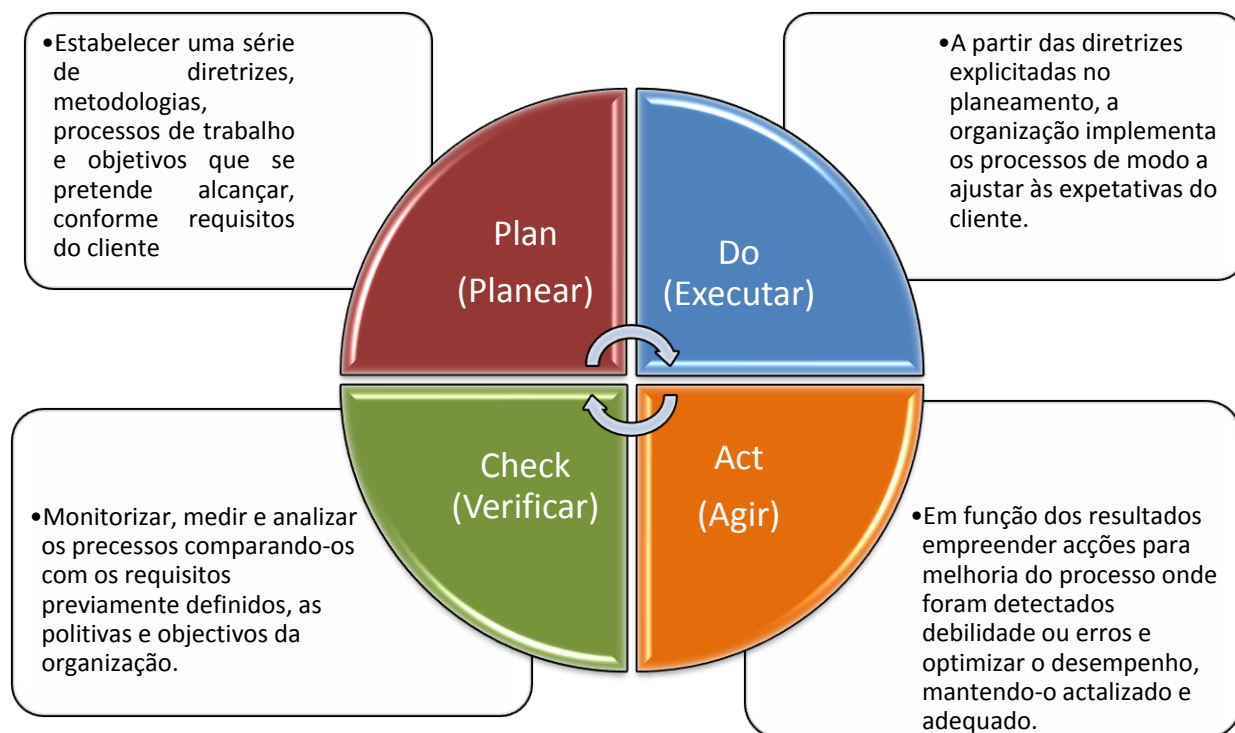 •Estabelecer uma série
de diretrizes,
metodologias,
processos de trabalho
e objetivos que se
pretende alcançar,
conforme requisitos
do cliente
•A partir das diretrizes
explicitadas no
planeamento, a
organização implementa
os processos de modo a
ajustar às expetativas do
cliente.
Plan
(Planear)
Do
(Executar)
Check
(Verificar)
Act
(Agir)
•Monitorizar, medir e analizar
os precessos comparando-os
com os requisitos
previamente definidos, as
politivas e objectivos da
organização.
•Em função dos resultados
empreender acções para
melhoria do processo onde
foram detectados
debilidade ou erros e
optimizar o desempenho,
mantendo-o actalizado e
adequado.